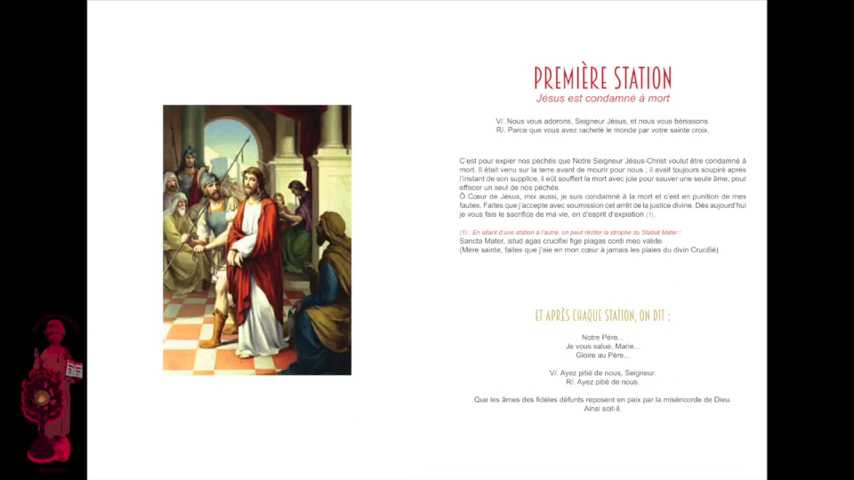 PREMIÈRE STATION
Jésus est condamné à mort
V/. Nous vous adorons. Seigneur Jésus, et nous vous bénissons.
R/. Parce que vous avez racheté le monde par votre sainte croix.
C'est pour expier nos péchés que Notre Seigneur Jésus-Christ voulut être condamné à
mort. Il était venu sur la terre avant de mourir pour nous ; il avait toujours soupiré après
l'instant de son supplice, il eût souffert la mort avec joie pour sauver une seule âme, pour
effacer un seul de nos péchés.
Ô Cœur de Jésus, moi aussi, je suis condamné à la mort et c'est en punition de mes
fautes. Faites que j'accepte avec soumission cet arrêt de la justice divine. Dès aujourd'hui
je vous fais le sacrifice de ma vie, en d'esprit d'expiation (1).
(1) : En allant d'une station à l'autre, on peut réciter la strophe du Stabat Mater :
Sancta Mater, istud agas crucifixi fige plagas cordi meo valide
(Mère sainte, faites que j'aie en mon cœur à jamais les plaies du divin Crucifié)
ET APRÈS CHAQUE STATION, ON DIT :
Notre Père...
Je vous salue, Marie...
Gloire au Père...
V/. Ayez pitié de nous, Seigneur.
R/. Ayez pitié de nous.
Que les âmes des fidèles défunts reposent en paix par la miséricorde de Dieu.
Ainsi soit-il.